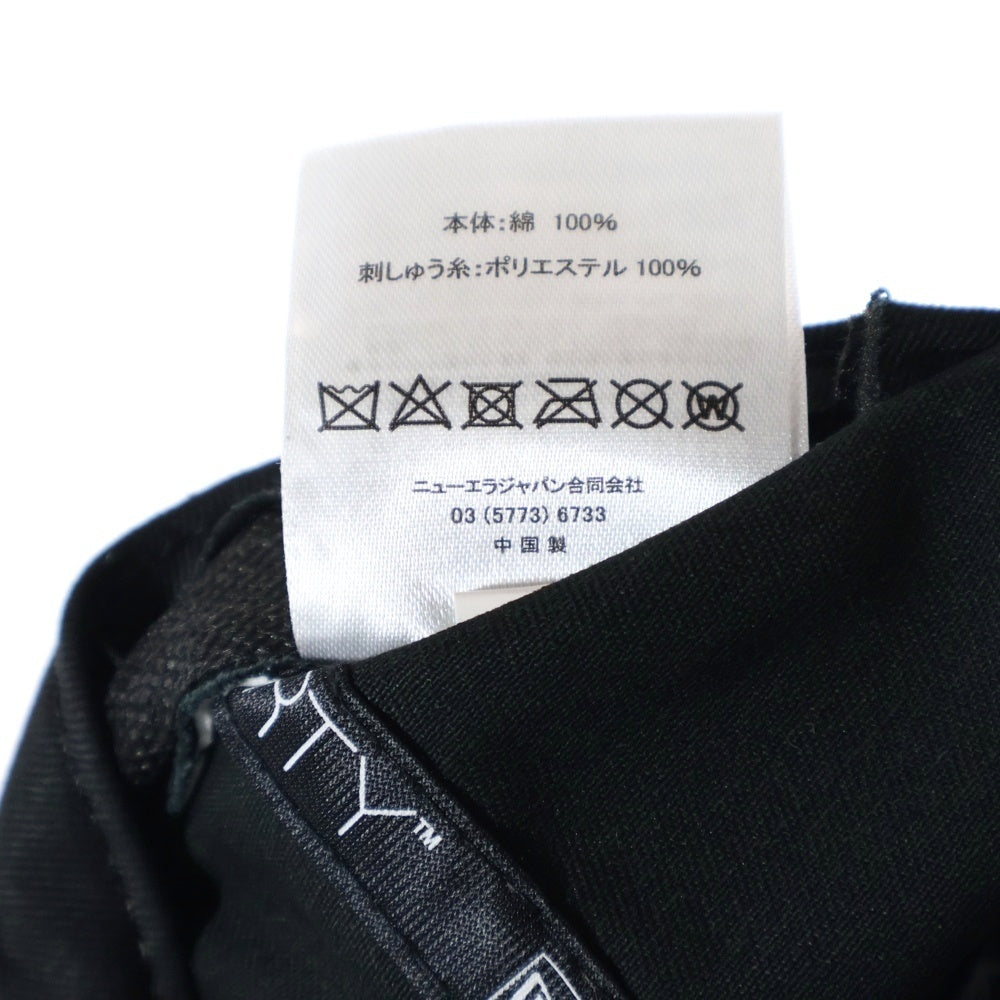 本体:綿 100%
刺しゅう糸:ポリエステル 100%
W
ニューエラジャパン合同会社
03 (5773) 6733
中国製
RTY™